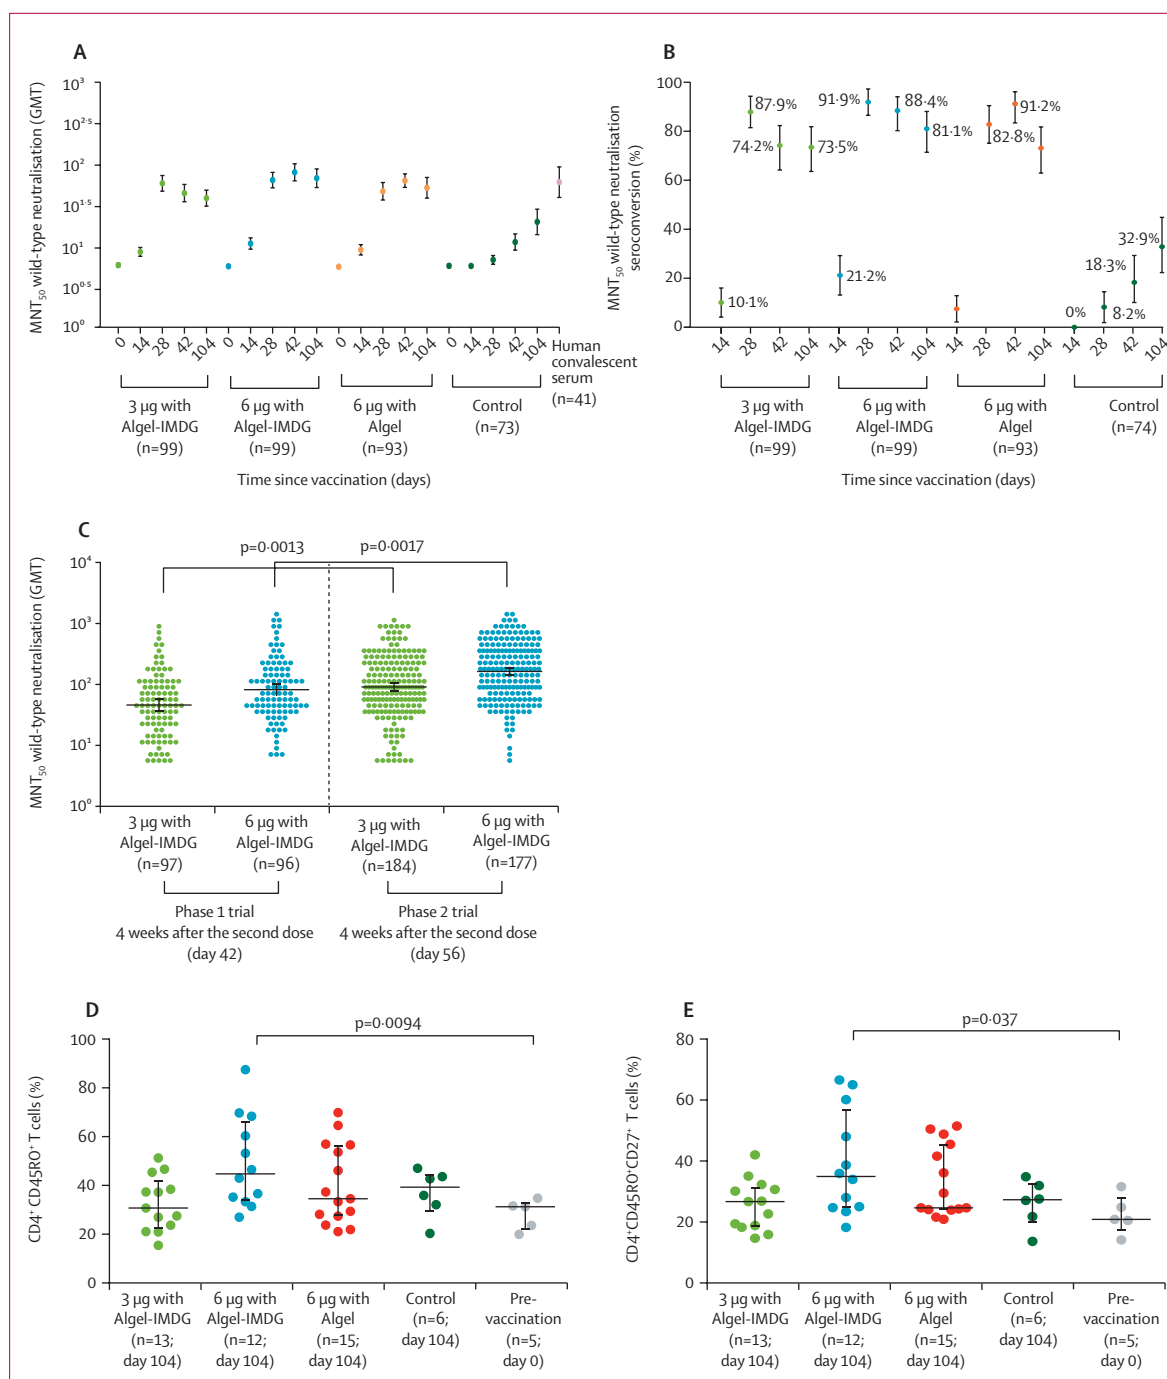 A
MNT50 wild-type neutralisation (GMT)
10³
10²·⁵
10²
10¹·⁵
10¹
10⁰·⁵
10⁰
0 14 28 42 104 0 14 28 42 104 0 14 28 42 104 0 14 28 42 104
Human
convalescent
serum
(n=41)
3 µg with
Algel-IMDG
(n=99)
6 µg with
Algel-IMDG
(n=99)
6 µg with
Algel
(n=93)
Control
(n=73)
Time since vaccination (days)
B
MNT50 wild-type neutralisation
seroconversion (%)
100
80
60
40
20
0
10·1%
87·9%
74·2%
73·5%
21·2%
91·9%
88·4%
81·1%
82·8%
91·2%
0%
8·2%
18·3%
32·9%
14 28 42 104 14 28 42 104 14 28 42 104 14 28 42 104
3 µg with
Algel-IMDG
(n=99)
6 µg with
Algel-IMDG
(n=99)
6 µg with
Algel
(n=93)
Control
(n=74)
Time since vaccination (days)
C
p=0·0013
p=0·0017
MNT50 wild-type neutralisation (GMT)
10⁴
10³
10²
10¹
10⁰
3 µg with
Algel-IMDG
(n=97)
6 µg with
Algel-IMDG
(n=96)
3 µg with
Algel-IMDG
(n=184)
6 µg with
Algel-IMDG
(n=177)
Phase 1 trial
4 weeks after the second dose
(day 42)
Phase 2 trial
4 weeks after the second dose
(day 56)
D
p=0·0094
CD4⁺ CD45RO⁺ T cells (%)
100
80
60
40
20
0
3 µg with
Algel-IMDG
(n=13;
day 104)
6 µg with
Algel-IMDG
(n=12;
day 104)
6 µg with
Algel
(n=15;
day 104)
Control
(n=6;
day 104)
Pre-
vaccination
(n=5;
day 0)
E
p=0·037
CD4⁺CD45RO⁺CD27⁺ T cells (%)
80
60
40
20
0
3 µg with
Algel-IMDG
(n=13;
day 104)
6 µg with
Algel-IMDG
(n=12;
day 104)
6 µg with
Algel
(n=15;
day 104)
Control
(n=6;
day 104)
Pre-
vaccination
(n=5;
day 0)